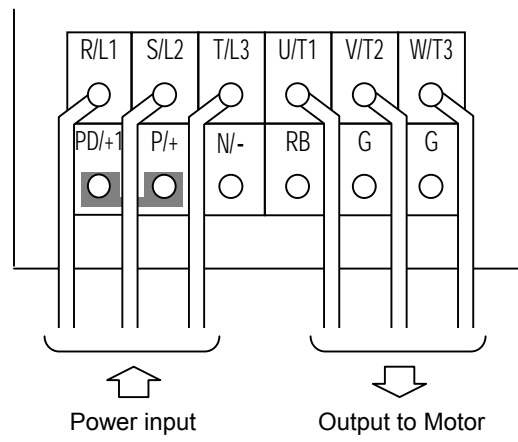 R/L1 S/L2 T/L3 U/T1 V/T2 W/T3
PD/+1 P/+ N/- RB G G
Power input Output to Motor